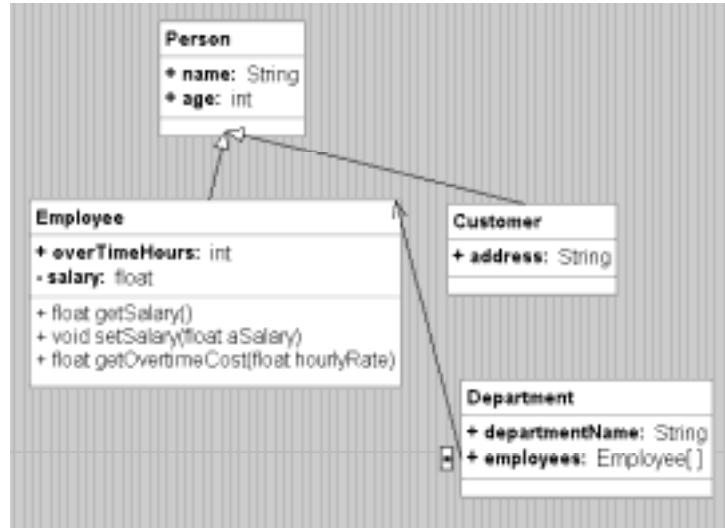 Person
+ name: String
+ age: int
Employee
+ overTimeHours: int
- salary: float
+ float getSalary()
+ void setSalary(float aSalary)
+ float getOvertimeCost(float hourlyRate)
Customer
+ address: String
Department
+ departmentName: String
+ employees: Employee[ ]